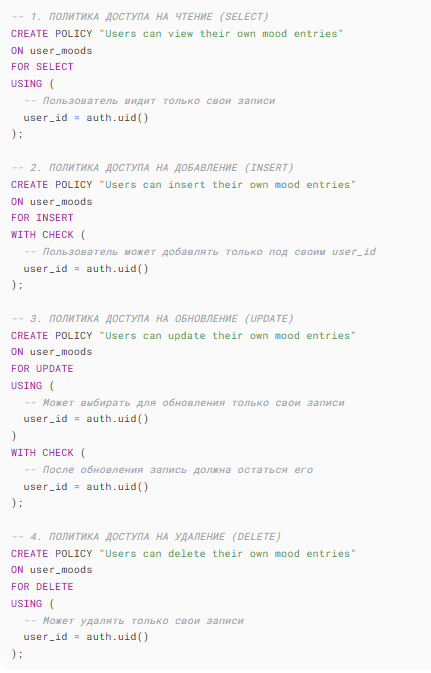 -- 1. ПОЛИТИКА ДОСТУПА НА ЧТЕНИЕ (SELECT)
CREATE POLICY "Users can view their own mood entries"
ON user_moods
FOR SELECT
USING (
  -- Пользователь видит только свои записи
  user_id = auth.uid()
);

-- 2. ПОЛИТИКА ДОСТУПА НА ДОБАВЛЕНИЕ (INSERT)
CREATE POLICY "Users can insert their own mood entries"
ON user_moods
FOR INSERT
WITH CHECK (
  -- Пользователь может добавлять только под своим user_id
  user_id = auth.uid()
);

-- 3. ПОЛИТИКА ДОСТУПА НА ОБНОВЛЕНИЕ (UPDATE)
CREATE POLICY "Users can update their own mood entries"
ON user_moods
FOR UPDATE
USING (
  -- Может выбирать для обновления только свои записи
  user_id = auth.uid()
)
WITH CHECK (
  -- После обновления запись должна остаться его
  user_id = auth.uid()
);

-- 4. ПОЛИТИКА ДОСТУПА НА УДАЛЕНИЕ (DELETE)
CREATE POLICY "Users can delete their own mood entries"
ON user_moods
FOR DELETE
USING (
  -- Может удалять только свои записи
  user_id = auth.uid()
);